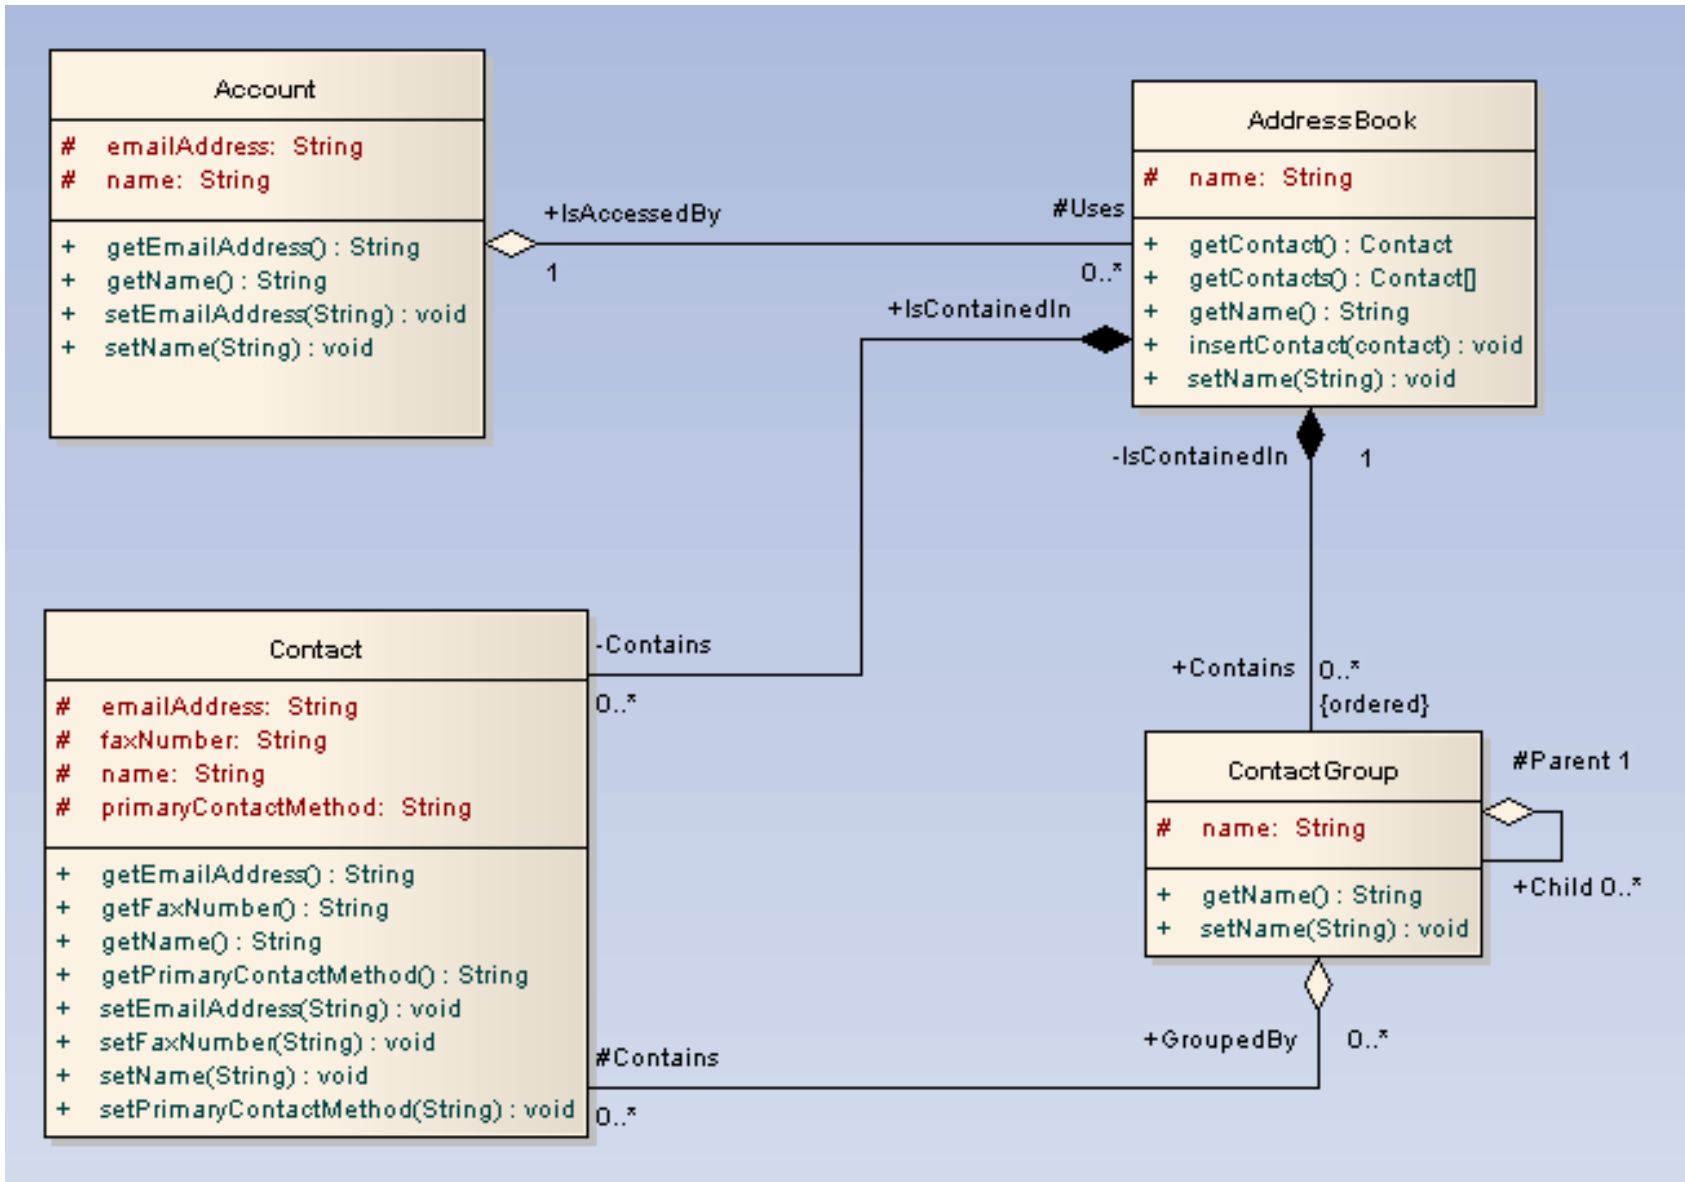 Account
# emailAddress: String
# name: String
+ getEmailAddress() : String
+ getName() : String
+ setEmailAddress(String) : void
+ setName(String) : void
+IsAccessedBy
1
#Uses
0..*
AddressBook
# name: String
+ getContact() : Contact
+ getContacts() : Contact[]
+ getName() : String
+ insertContact(contact) : void
+ setName(String) : void
+IsContainedIn
-IsContainedIn 1
Contact
# emailAddress: String
# faxNumber: String
# name: String
# primaryContactMethod: String
+ getEmailAddress() : String
+ getFaxNumber() : String
+ getName() : String
+ getPrimaryContactMethod() : String
+ setEmailAddress(String) : void
+ setFaxNumber(String) : void
+ setName(String) : void
+ setPrimaryContactMethod(String) : void
-Contains
0..*
+Contains 0..*
{ordered}
ContactGroup
# name: String
+ getName() : String
+ setName(String) : void
#Parent 1
+Child 0..*
+GroupedBy 0..*
#Contains
0..*